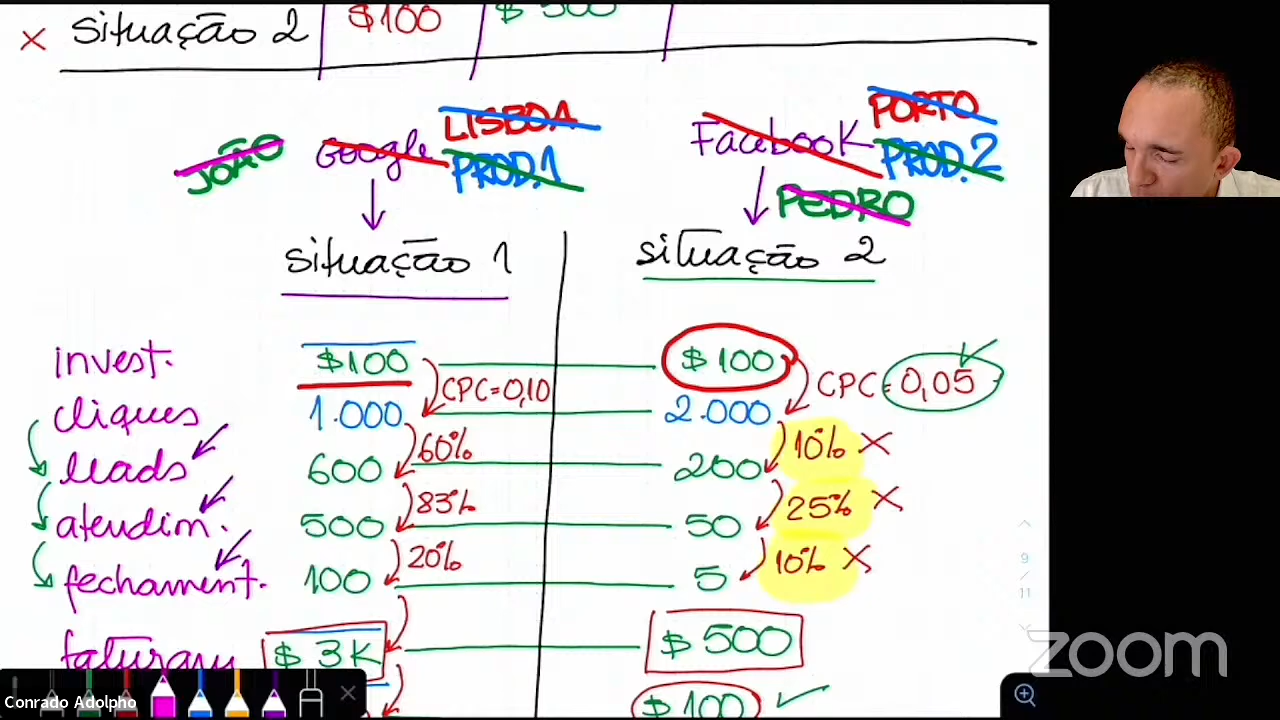 × Situação 2 $100 $500
LISBOA PORTO
JOÃO Google PROD.1 Facebook PROD.2
PEDRO
Situação 1 situação 2
invest. $100 $100
CPC=0,10 CPC=0,05
cliques 1.000 2.000
60% 10% ×
leads 600 200
83% 25% ×
atendim. 500 50
20% 10% ×
fechament. 100 5
faturam $3K $500
$100
Conrado Adolpho
9
/
11
zoom